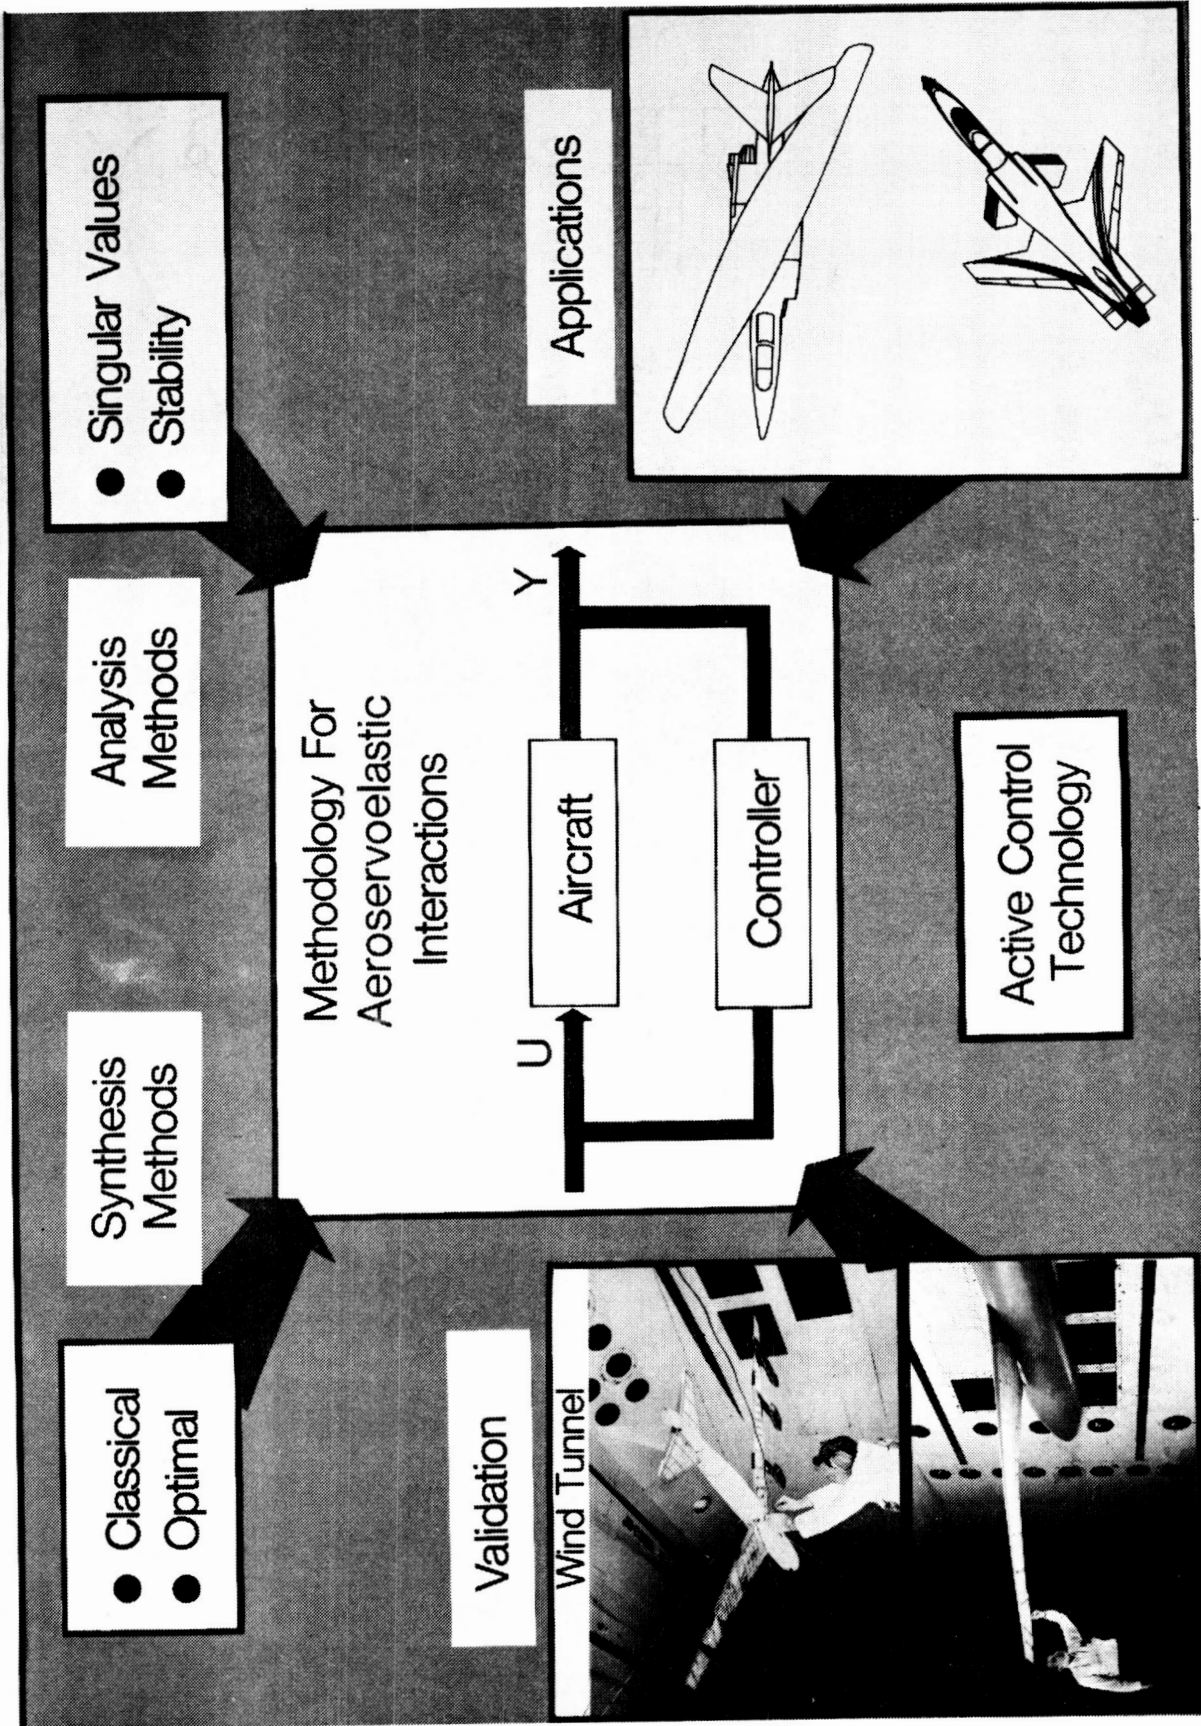 ● Classical
● Optimal
Synthesis
Methods
Analysis
Methods
● Singular Values
● Stability
Methodology For
Aeroservoelastic
Interactions
U
Aircraft
Y
Controller
Validation
Wind Tunnel
Applications
Active Control
Technology